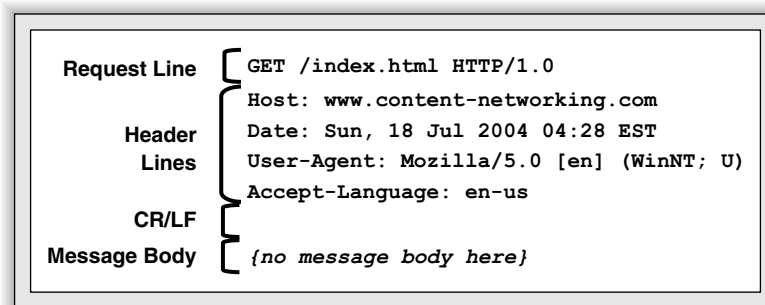 Request Line GET /index.html HTTP/1.0
Host: www.content-networking.com
Header Date: Sun, 18 Jul 2004 04:28 EST
Lines User-Agent: Mozilla/5.0 [en] (WinNT; U)
Accept-Language: en-us
CR/LF
Message Body {no message body here}